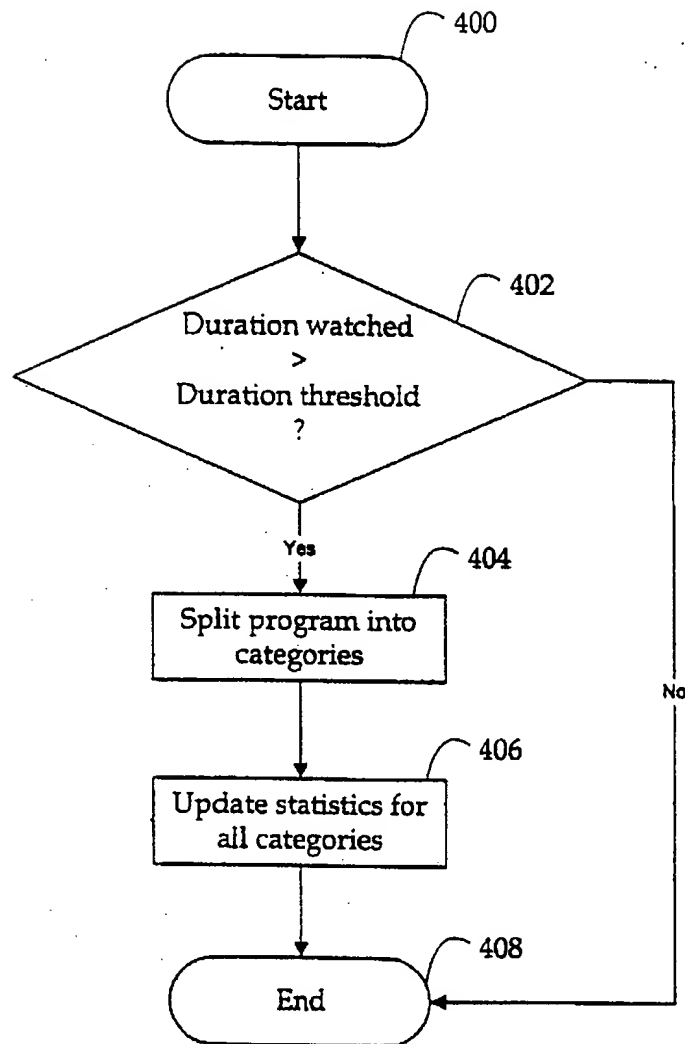 400
Start
402
Duration watched
>
Duration threshold
?
Yes
404
Split program into
categories
No
406
Update statistics for
all categories
408
End